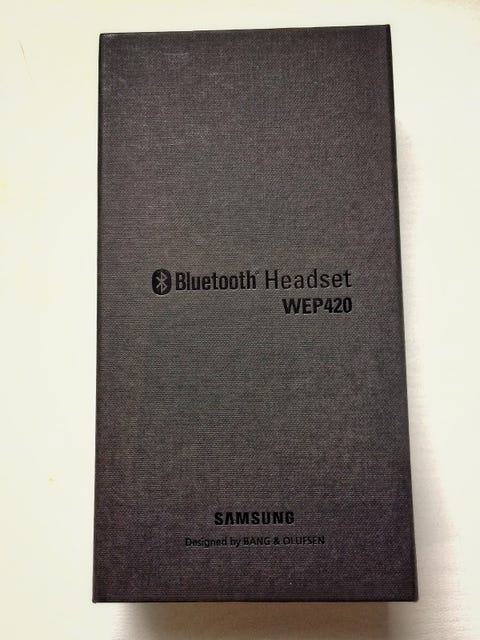 Bluetooth® Headset
WEP420
SAMSUNG
Designed by BANG & OLUFSEN